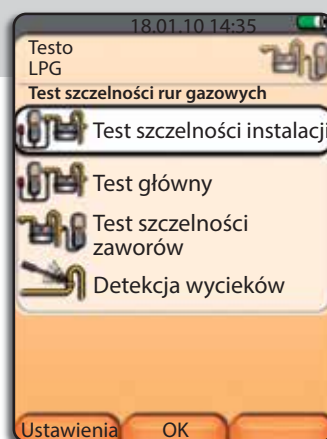 18.01.10 14:35
Testo
LPG
Test szczelności rur gazowych
Test szczelności instalacji
Test główny
Test szczelności
zaworów
Detekcja wycieków
Ustawienia OK